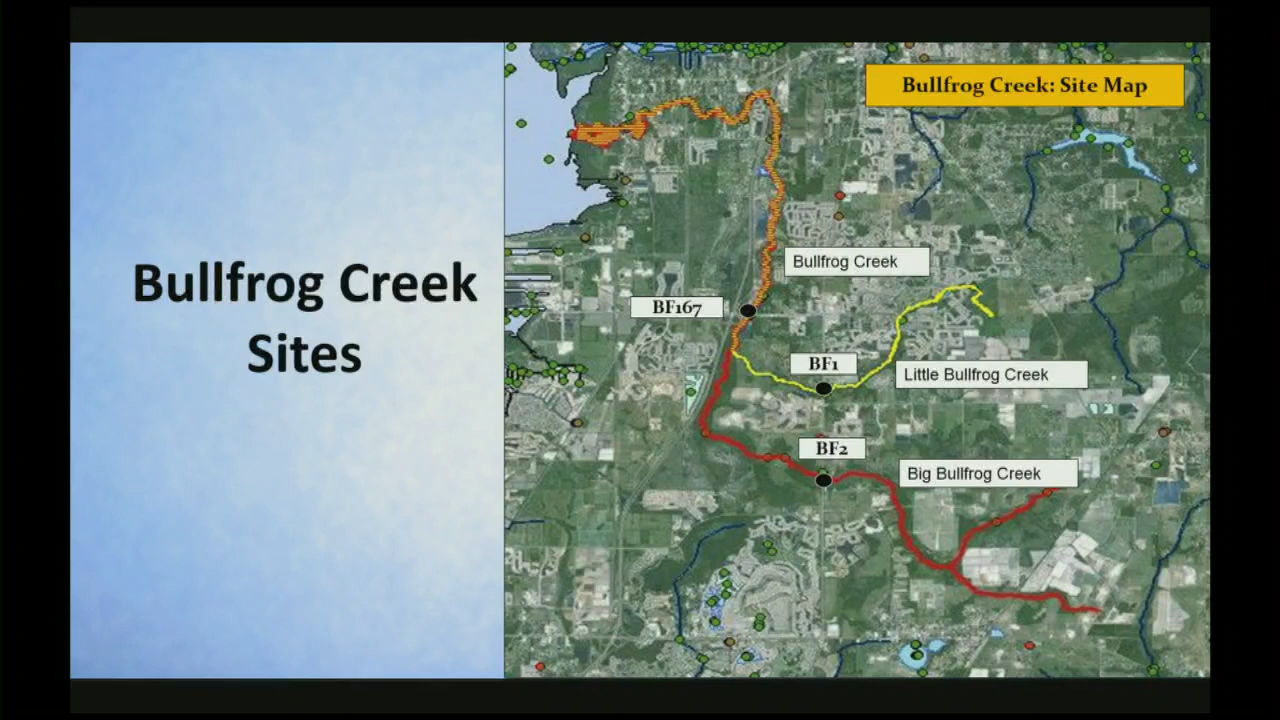 Bullfrog Creek
Sites
Bullfrog Creek: Site Map
Bullfrog Creek
BF167
BF1
Little Bullfrog Creek
BF2
Big Bullfrog Creek